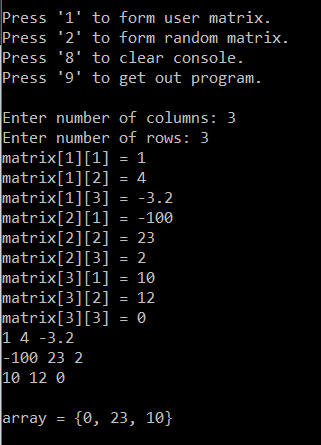 Press '1' to form user matrix.
Press '2' to form random matrix.
Press '8' to clear console.
Press '9' to get out program.
Enter number of columns: 3
Enter number of rows: 3
matrix[1][1] = 1
matrix[1][2] = 4
matrix[1][3] = -3.2
matrix[2][1] = -100
matrix[2][2] = 23
matrix[2][3] = 2
matrix[3][1] = 10
matrix[3][2] = 12
matrix[3][3] = 0
1 4 -3.2
-100 23 2
10 12 0
array = {0, 23, 10}